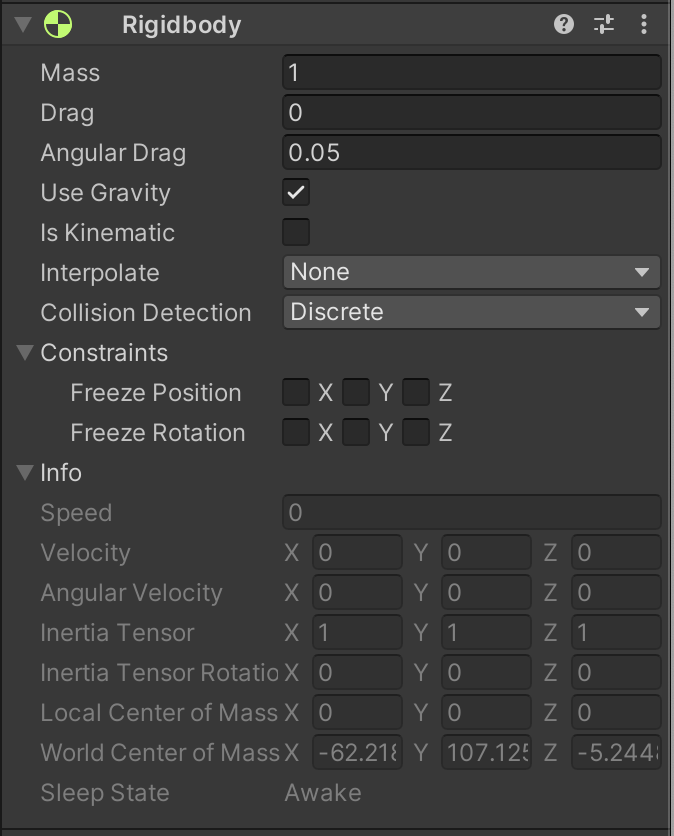 Rigidbody
Mass 1
Drag 0
Angular Drag 0.05
Use Gravity
Is Kinematic
Interpolate None
Collision Detection Discrete
Constraints
Freeze Position X Y Z
Freeze Rotation X Y Z
Info
Speed 0
Velocity X 0 Y 0 Z 0
Angular Velocity X 0 Y 0 Z 0
Inertia Tensor X 1 Y 1 Z 1
Inertia Tensor Rotatio X 0 Y 0 Z 0
Local Center of Mass X 0 Y 0 Z 0
World Center of Mass X -62.218 Y 107.125 Z -5.2448
Sleep State Awake